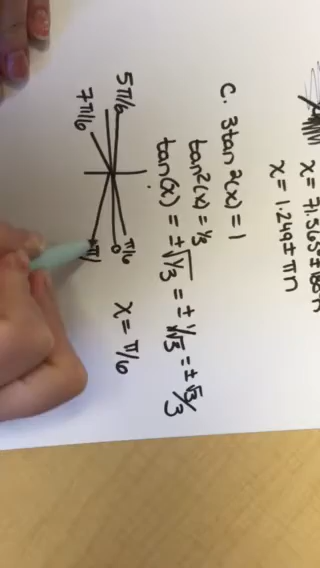 x = 71.565 ± 180n
x = 1.249 ± πn
c. 3tan²(x) = 1
tan²(x) = 1/3
tan(x) = ±√1/3 = ± 1/√3 = ± √3/3
5π/6
7π/6
π/6
0
x = π/6